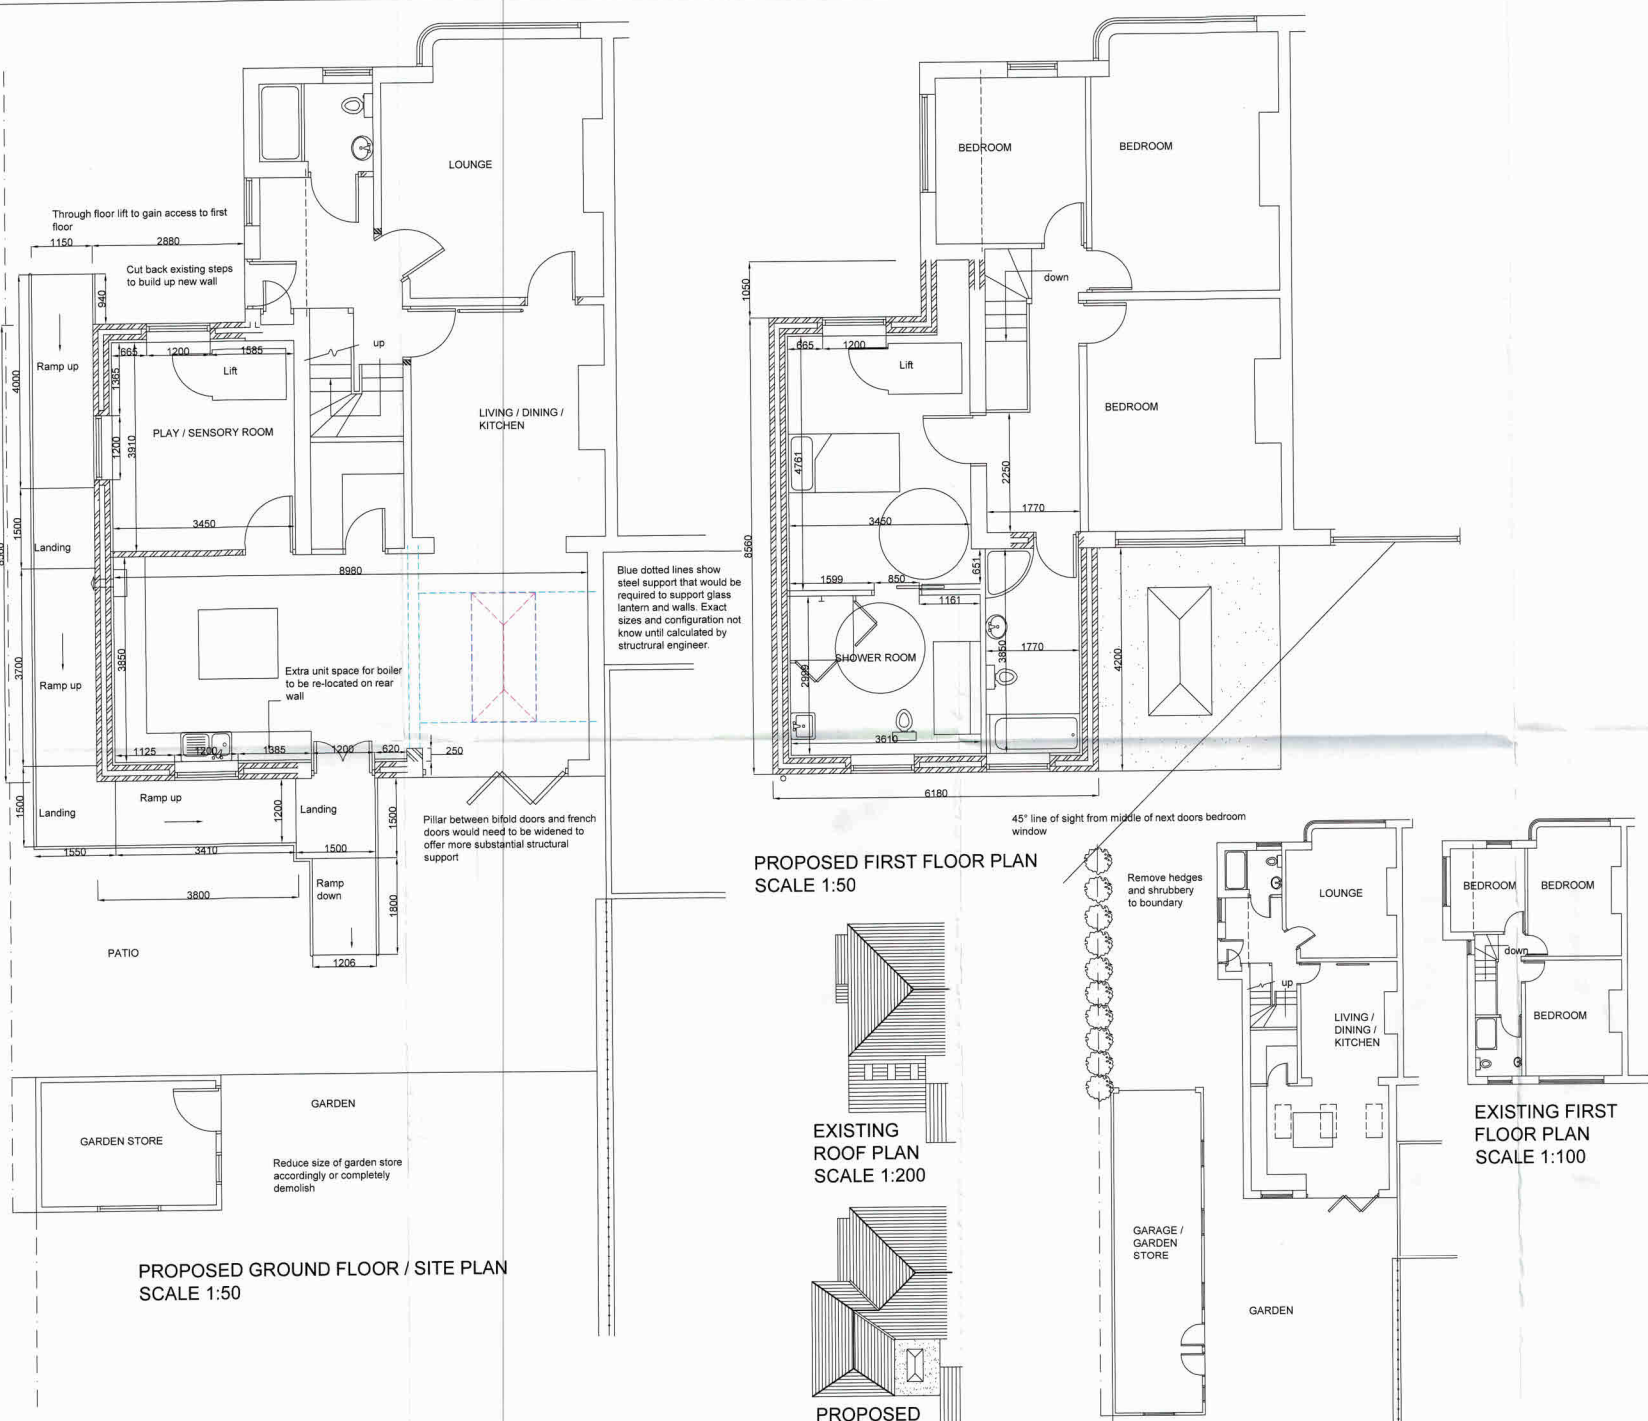 LOUNGE
Through floor lift to gain access to first
floor
1150
2880
Cut back existing steps
to build up new wall
940
up
Ramp up
665
1200
1585
Lift
4000
1365
PLAY / SENSORY ROOM
LIVING / DINING /
KITCHEN
1200
3910
3450
1500
Landing
8980
Blue dotted lines show
steel support that would be
required to support glass
lantern and walls. Exact
sizes and configuration not
know until calculated by
structrural engineer.
3850
3700
Ramp up
Extra unit space for boiler
to be re-located on rear
wall
1125
1200
1385
1200
620
250
1500
Landing
Ramp up
1200
Landing
1500
Pillar between bifold doors and french
doors would need to be widened to
offer more substantial structural
support
1550
3410
1500
3800
Ramp
down
1800
PATIO
1206
GARDEN
GARDEN STORE
Reduce size of garden store
accordingly or completely
demolish
PROPOSED GROUND FLOOR / SITE PLAN
SCALE 1:50
BEDROOM
BEDROOM
down
1050
665
1200
Lift
BEDROOM
4761
2250
3450
1770
8560
651
1599
850
1161
SHOWER ROOM
2999
3850
1770
4200
3610
6180
45° line of sight from middle of next doors bedroom
window
PROPOSED FIRST FLOOR PLAN
SCALE 1:50
Remove hedges
and shrubbery
to boundary
EXISTING
ROOF PLAN
SCALE 1:200
PROPOSED
LOUNGE
up
LIVING /
DINING /
KITCHEN
GARAGE /
GARDEN
STORE
GARDEN
BEDROOM
BEDROOM
down
BEDROOM
EXISTING FIRST
FLOOR PLAN
SCALE 1:100